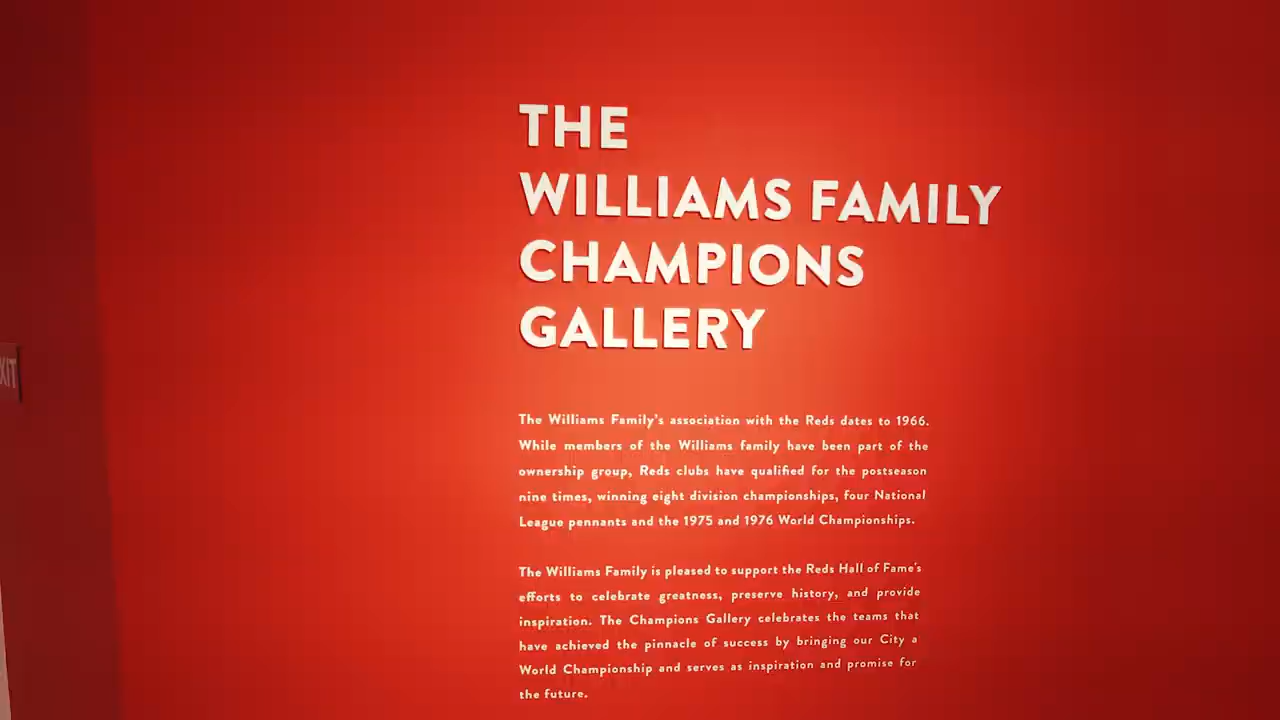 THE
WILLIAMS FAMILY
CHAMPIONS
GALLERY
The Williams Family's association with the Reds dates to 1966.
While members of the Williams family have been part of the
ownership group, Reds clubs have qualified for the postseason
nine times, winning eight division championships, four National
League pennants and the 1975 and 1976 World Championships.
The Williams Family is pleased to support the Reds Hall of Fame's
efforts to celebrate greatness, preserve history, and provide
inspiration. The Champions Gallery celebrates the teams that
have achieved the pinnacle of success by bringing our City a
World Championship and serves as inspiration and promise for
the future.